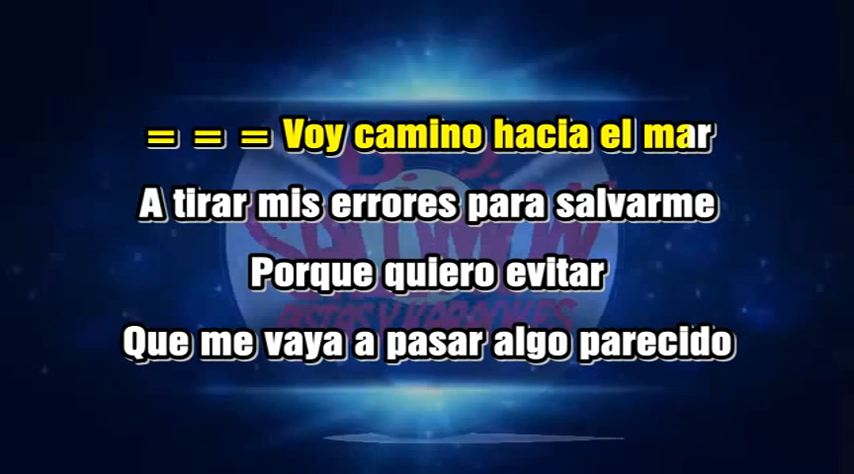 = = = Voy camino hacia el mar
A tirar mis errores para salvarme
Porque quiero evitar
Que me vaya a pasar algo parecido